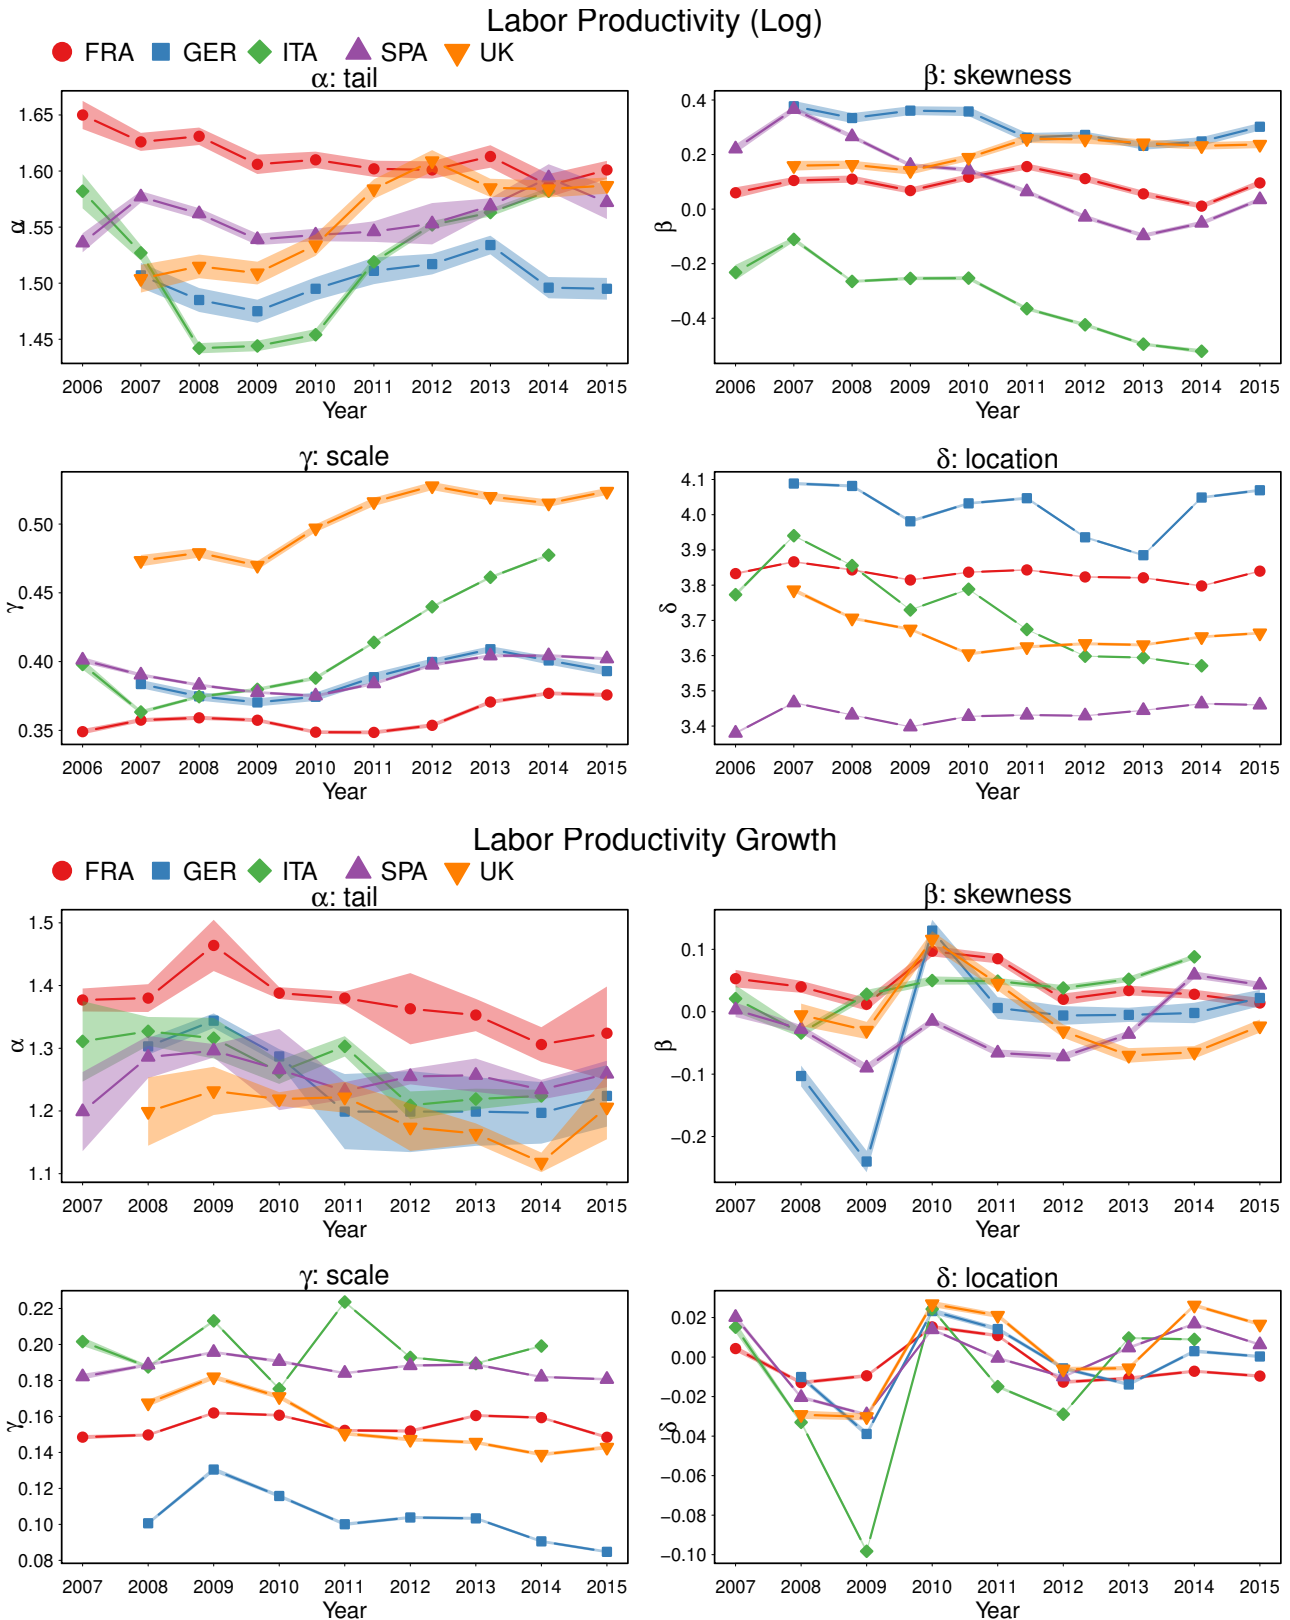 Labor Productivity (Log)
FRA GER ITA SPA UK
α: tail
β: skewness
1.65
1.60
1.55
1.50
1.45
α
2006 2007 2008 2009 2010 2011 2012 2013 2014 2015
Year
0.4
0.2
0.0
−0.2
−0.4
β
2006 2007 2008 2009 2010 2011 2012 2013 2014 2015
Year
γ: scale
δ: location
0.50
0.45
0.40
0.35
γ
2006 2007 2008 2009 2010 2011 2012 2013 2014 2015
Year
4.1
4.0
3.9
3.8
3.7
3.6
3.5
3.4
δ
2006 2007 2008 2009 2010 2011 2012 2013 2014 2015
Year
Labor Productivity Growth
FRA GER ITA SPA UK
α: tail
β: skewness
1.5
1.4
1.3
1.2
1.1
α
2007 2008 2009 2010 2011 2012 2013 2014 2015
Year
0.1
0.0
−0.1
−0.2
β
2007 2008 2009 2010 2011 2012 2013 2014 2015
Year
γ: scale
δ: location
0.22
0.20
0.18
0.16
0.14
0.12
0.10
0.08
γ
2007 2008 2009 2010 2011 2012 2013 2014 2015
Year
0.02
0.00
−0.02
−0.04
−0.06
−0.08
−0.10
δ
2007 2008 2009 2010 2011 2012 2013 2014 2015
Year